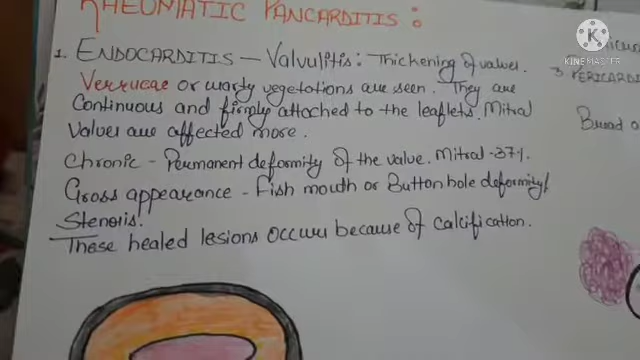 RHEUMATIC PANCARDITIS :
1. ENDOCARDITIS – Valvulitis: Thickening of valves.
Verrucae or warty vegetations are seen. They are
continuous and firmly attached to the leaflets. Mitral
Valves are affected more.
Chronic - Permanent deformity of the valve. Mitral-37%.
Gross appearance - Fish mouth or Button hole deformity/
Stenosis.
These healed lesions occur because of calcification.
3 PERICARDI
Broad
KINEMASTER